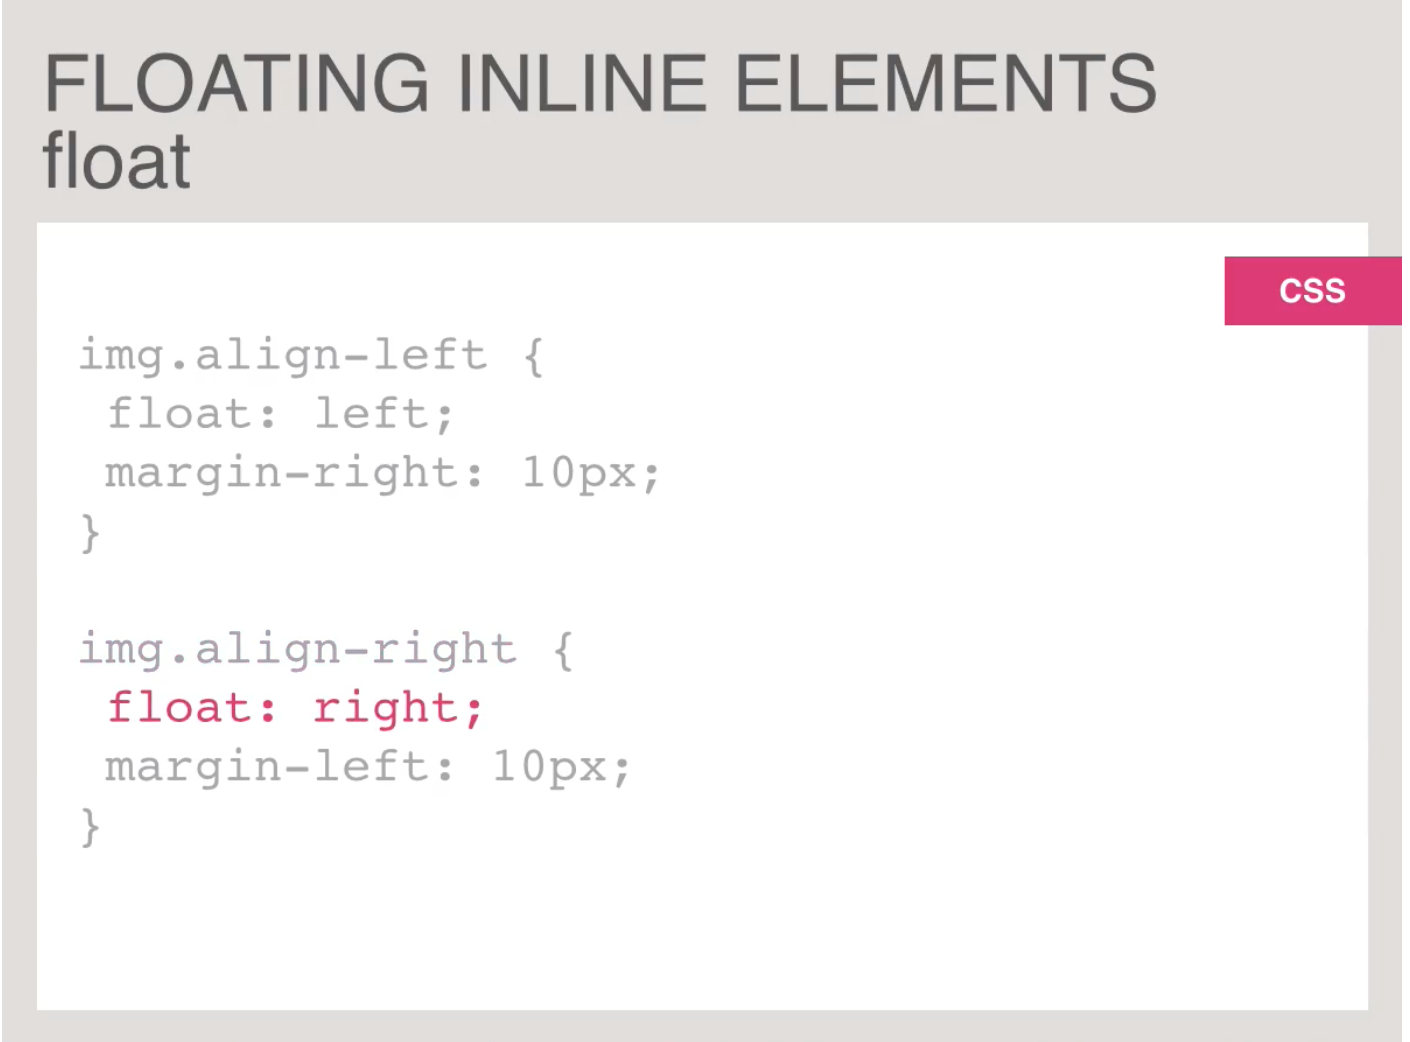 FLOATING INLINE ELEMENTS
float
CSS
img.align-left {
float: left;
margin-right: 10px;
}
img.align-right {
float: right;
margin-left: 10px;
}